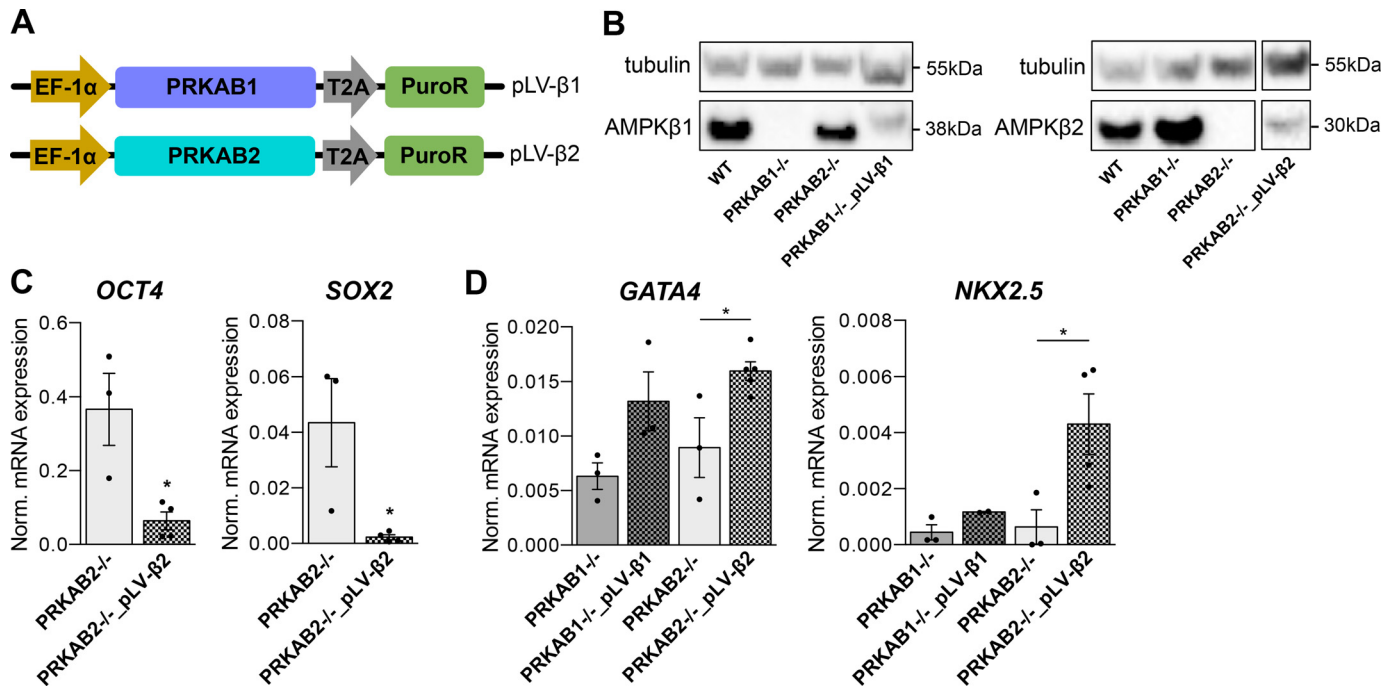 A
EF-1α PRKAB1 T2A PuroR pLV-β1
EF-1α PRKAB2 T2A PuroR pLV-β2
B
tubulin 55kDa
AMPKβ1 38kDa
WT PRKAB1-/- PRKAB2-/- PRKAB1-/-_pLV-β1
tubulin 55kDa
AMPKβ2 30kDa
WT PRKAB1-/- PRKAB2-/- PRKAB2-/-_pLV-β2
C
OCT4
Norm. mRNA expression
0.6
0.4
0.2
0.0
*
PRKAB2-/- PRKAB2-/-_pLV-β2
SOX2
Norm. mRNA expression
0.08
0.06
0.04
0.02
0.00
*
PRKAB2-/- PRKAB2-/-_pLV-β2
D
GATA4
Norm. mRNA expression
0.020
0.015
0.010
0.005
0.000
*
PRKAB1-/- PRKAB1-/-_pLV-β1 PRKAB2-/- PRKAB2-/-_pLV-β2
NKX2.5
Norm. mRNA expression
0.008
0.006
0.004
0.002
0.000
*
PRKAB1-/- PRKAB1-/-_pLV-β1 PRKAB2-/- PRKAB2-/-_pLV-β2